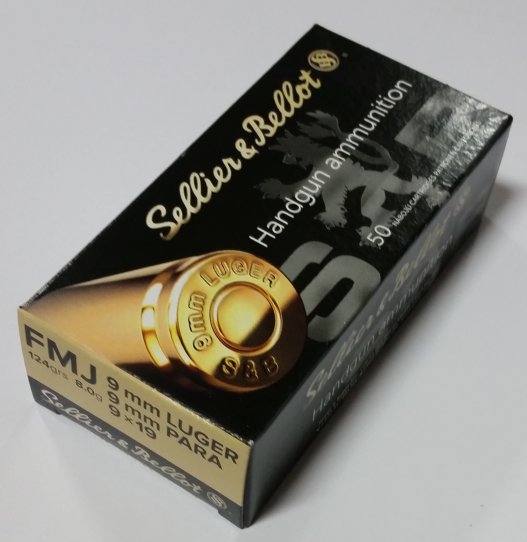 Sellier & Bellot
Handgun ammunition
50
9mm LUGER
S&B
FMJ
124grs 8.0g
9 mm LUGER
9 mm PARA
9×19
Sellier & Bellot
Sellier & Bellot
Handgun ammunition